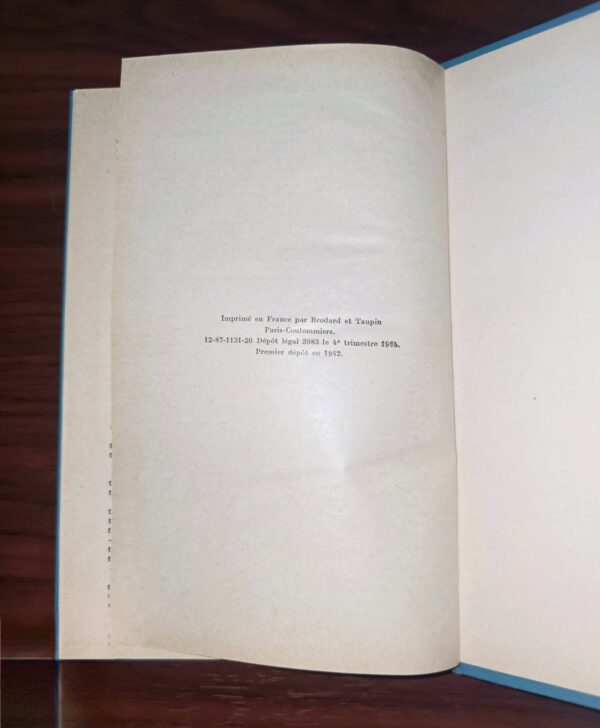 Imprimé en France par Brodard et Taupin
Paris-Coulommiers.
12-87-1131-20 Dépôt légal 3983 le 4e trimestre
Premier dépôt en 1942.